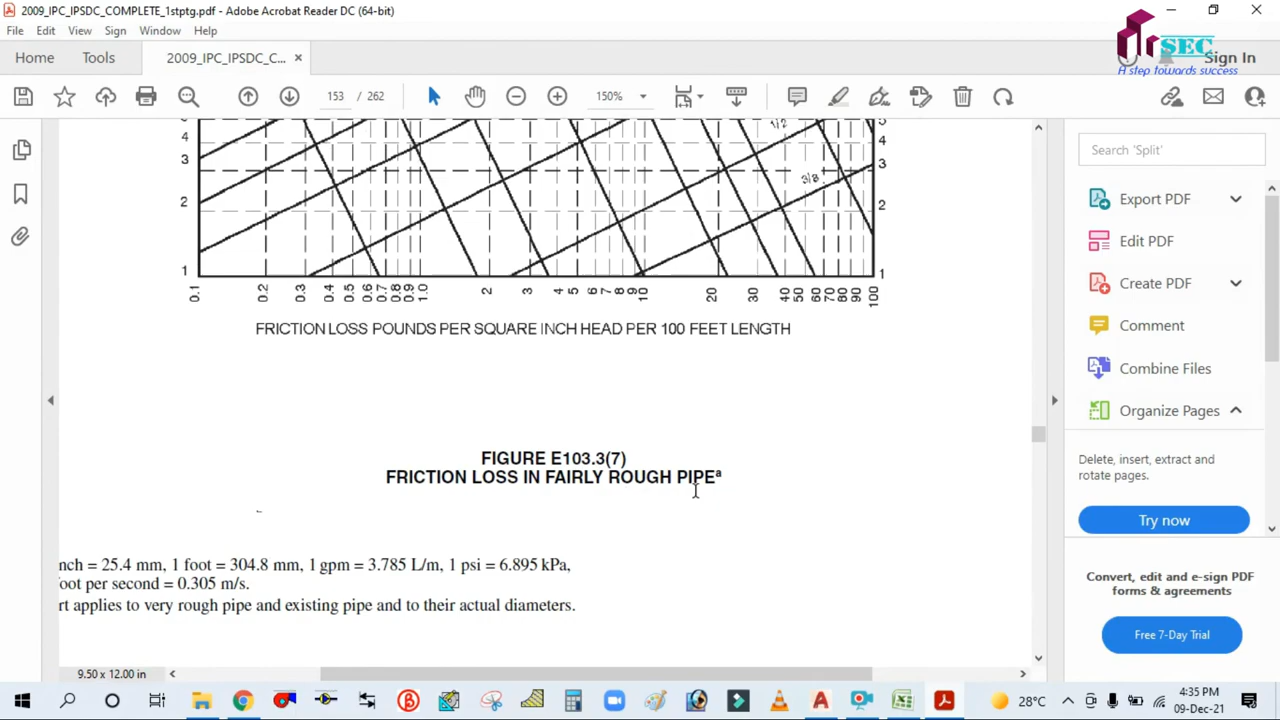 2009_IPC_IPSDC_COMPLETE_1stptg.pdf - Adobe Acrobat Reader DC (64-bit)
File Edit View Sign Window Help
Home Tools 2009_IPC_IPSDC_C... × Sign In
SEC
A step towards success
153 / 262 150%
Search 'Split'
Export PDF
Edit PDF
Create PDF
Comment
Combine Files
Organize Pages
Delete, insert, extract and
rotate pages.
Try now
Convert, edit and e-sign PDF
forms & agreements
Free 7-Day Trial
1/2 5
4
3 3
3/8
2 2
1 1
0.1 0.2 0.3 0.4 0.5 0.6 0.7 0.8 0.9 1.0 2 3 4 5 6 7 8 9 10 20 30 40 50 60 70 80 90 100
FRICTION LOSS POUNDS PER SQUARE INCH HEAD PER 100 FEET LENGTH
FIGURE E103.3(7)
FRICTION LOSS IN FAIRLY ROUGH PIPEa
nch = 25.4 mm, 1 foot = 304.8 mm, 1 gpm = 3.785 L/m, 1 psi = 6.895 kPa,
foot per second = 0.305 m/s.
rt applies to very rough pipe and existing pipe and to their actual diameters.
9.50 x 12.00 in
28°C
4:35 PM
09-Dec-21